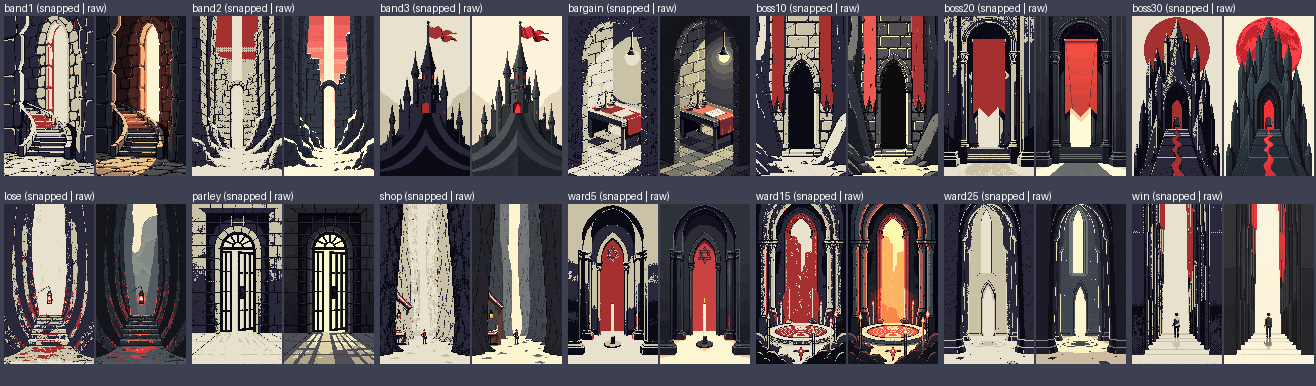 band1 (snapped | raw)
band2 (snapped | raw)
band3 (snapped | raw)
bargain (snapped | raw)
boss10 (snapped | raw)
boss20 (snapped | raw)
boss30 (snapped | raw)
lose (snapped | raw)
parley (snapped | raw)
shop (snapped | raw)
ward5 (snapped | raw)
ward15 (snapped | raw)
ward25 (snapped | raw)
win (snapped | raw)